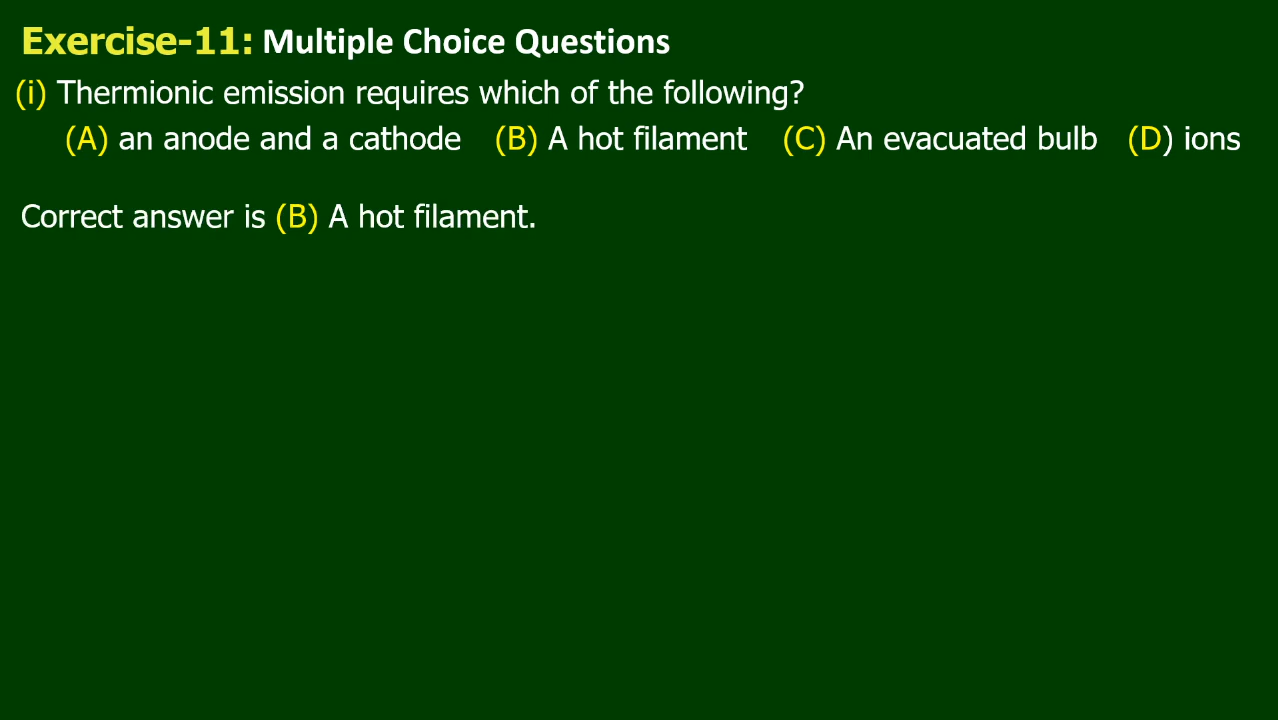 Exercise-11: Multiple Choice Questions
(i) Thermionic emission requires which of the following?
(A) an anode and a cathode (B) A hot filament (C) An evacuated bulb (D) ions
Correct answer is (B) A hot filament.